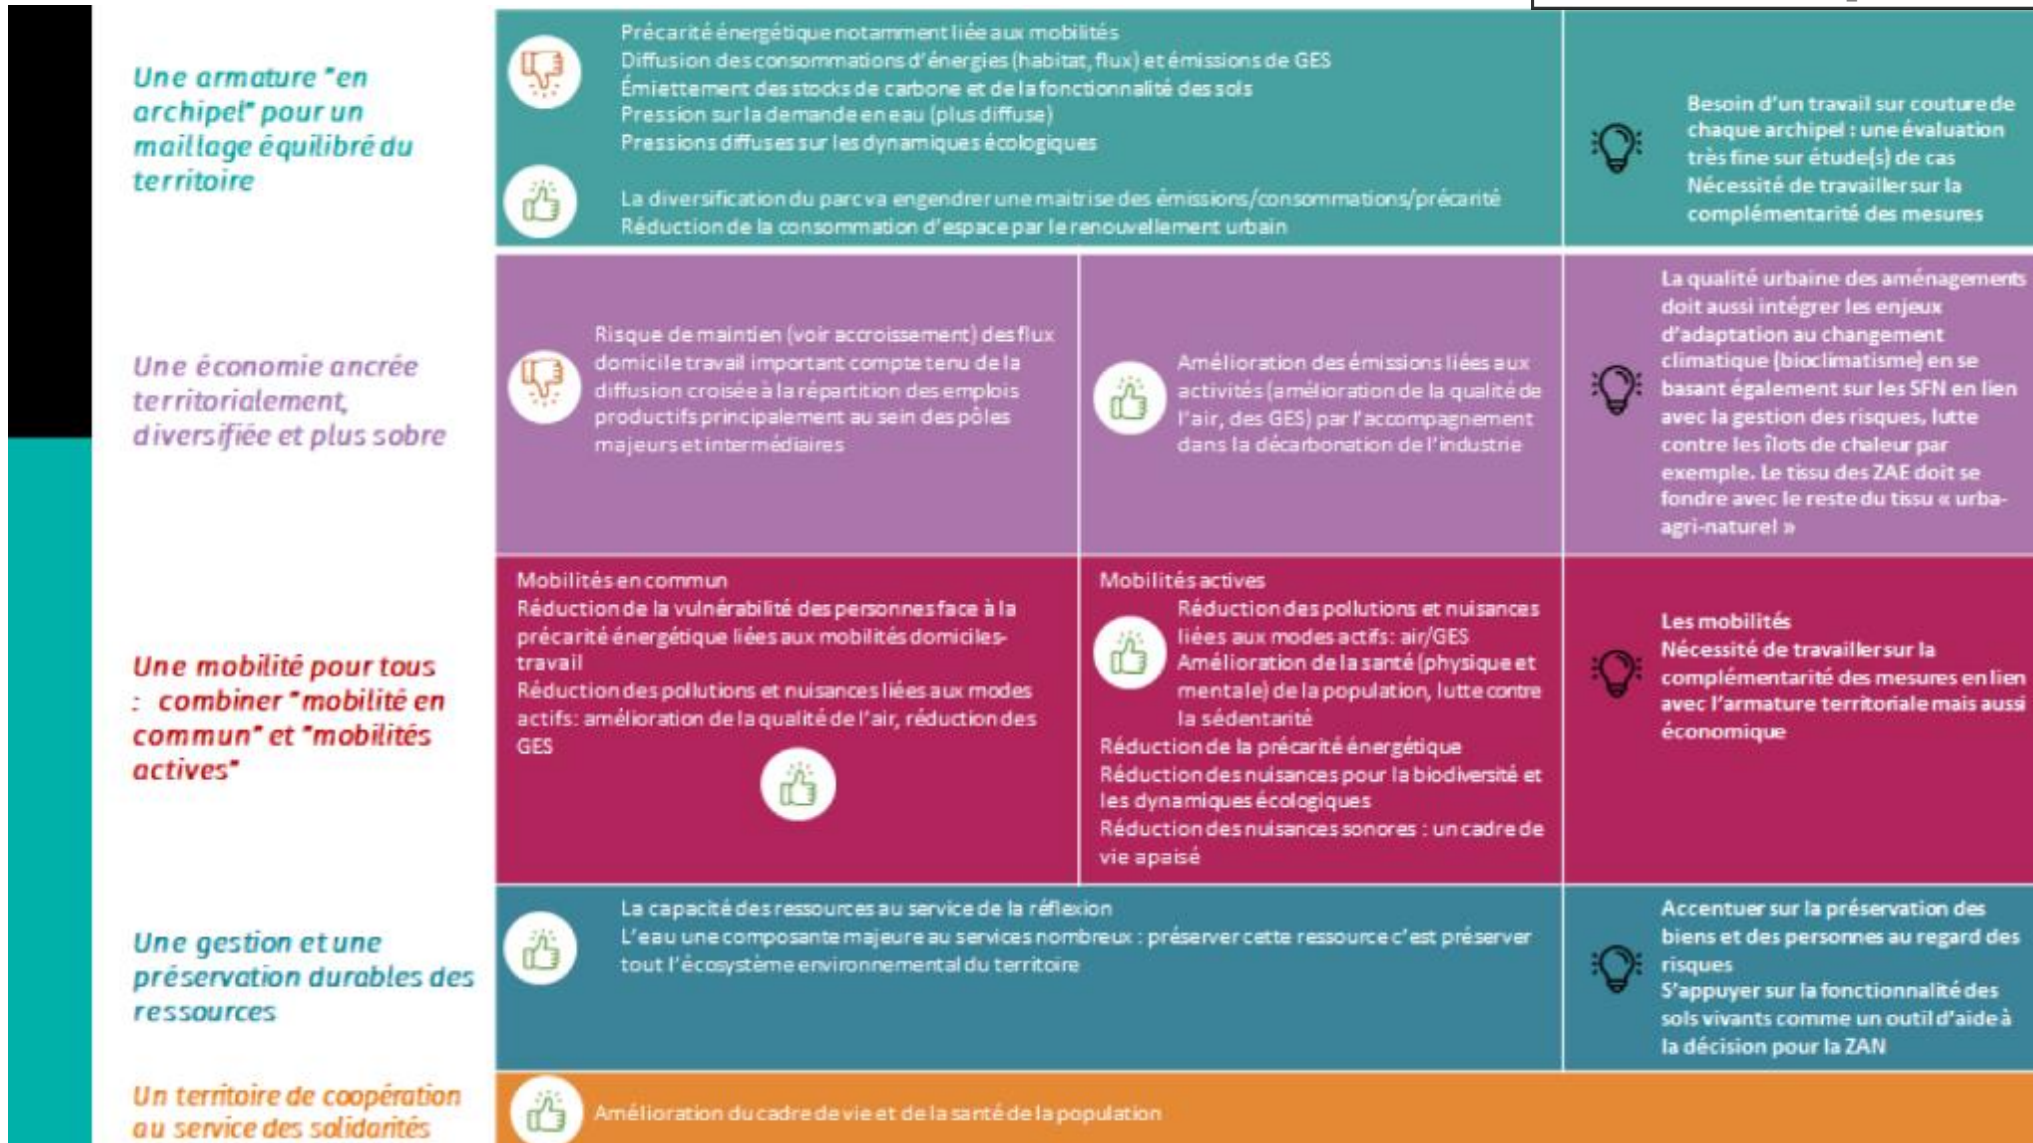 Une armature "en
archipel" pour un
maillage équilibré du
territoire
Précarité énergétique notamment liée aux mobilités
Diffusion des consommations d'énergies (habitat, flux) et émissions de GES
Émiettement des stocks de carbone et de la fonctionnalité des sols
Pression sur la demande en eau (plus diffuse)
Pressions diffuses sur les dynamiques écologiques
La diversification du parc va engendrer une maitrise des émissions/consommations/précarité
Réduction de la consommation d'espace par le renouvellement urbain
Besoin d'un travail sur couture de
chaque archipel : une évaluation
très fine sur étude(s) de cas
Nécessité de travailler sur la
complémentarité des mesures
Une économie ancrée
territorialement,
diversifiée et plus sobre
Risque de maintien (voir accroissement) des flux
domicile travail important compte tenu de la
diffusion croisée à la répartition des emplois
productifs principalement au sein des pôles
majeurs et intermédiaires
Amélioration des émissions liées aux
activités (amélioration de la qualité de
l'air, des GES) par l'accompagnement
dans la décarbonation de l'industrie
La qualité urbaine des aménagements
doit aussi intégrer les enjeux
d'adaptation au changement
climatique (bioclimatisme) en se
basant également sur les SFN en lien
avec la gestion des risques, lutte
contre les îlots de chaleur par
exemple. Le tissu des ZAE doit se
fondre avec le reste du tissu « urba-
agri-naturel »
Une mobilité pour tous
: combiner "mobilité en
commun" et "mobilités
actives"
Mobilités en commun
Réduction de la vulnérabilité des personnes face à la
précarité énergétique liées aux mobilités domiciles-
travail
Réduction des pollutions et nuisances liées aux modes
actifs: amélioration de la qualité de l'air, réduction des
GES
Mobilités actives
Réduction des pollutions et nuisances
liées aux modes actifs: air/GES
Amélioration de la santé (physique et
mentale) de la population, lutte contre
la sédentarité
Réduction de la précarité énergétique
Réduction des nuisances pour la biodiversité et
les dynamiques écologiques
Réduction des nuisances sonores : un cadre de
vie apaisé
Les mobilités
Nécessité de travailler sur la
complémentarité des mesures en lien
avec l'armature territoriale mais aussi
économique
Une gestion et une
préservation durables des
ressources
La capacité des ressources au service de la réflexion
L'eau une composante majeure au services nombreux : préserver cette ressource c'est préserver
tout l'écosystème environnemental du territoire
Accentuer sur la préservation des
biens et des personnes au regard des
risques
S'appuyer sur la fonctionnalité des
sols vivants comme un outil d'aide à
la décision pour la ZAN
Un territoire de coopération
au service des solidarités
Amélioration du cadre de vie et de la santé de la population